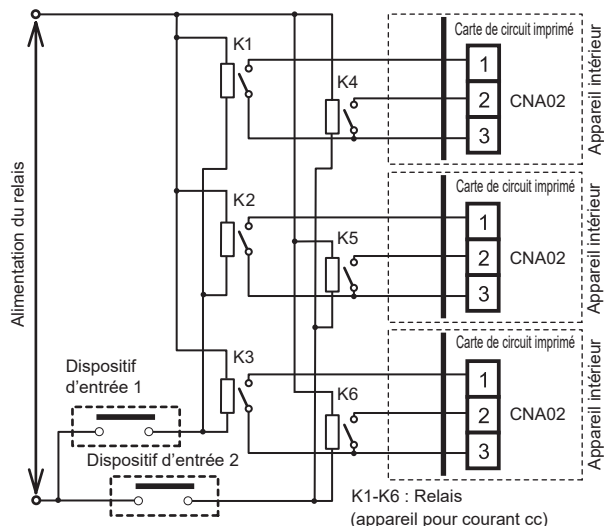 Alimentation du relais
K1
K4
Carte de circuit imprimé
1
2
3
CNA02
Appareil intérieur
K2
K5
Carte de circuit imprimé
1
2
3
CNA02
Appareil intérieur
K3
K6
Carte de circuit imprimé
1
2
3
CNA02
Appareil intérieur
Dispositif
d'entrée 1
Dispositif d'entrée 2
K1-K6 : Relais
(appareil pour courant cc)